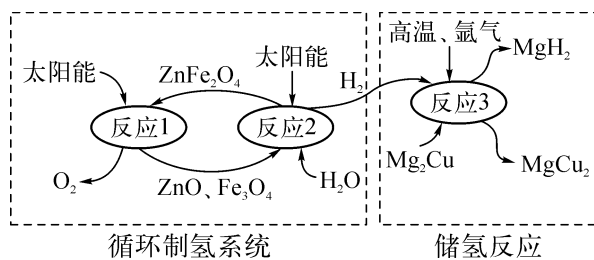 高温、氩气
MgH₂
太阳能
ZnFe₂O₄
太阳能
H₂
反应1
反应2
反应3
Mg₂Cu
MgCu₂
O₂
ZnO、Fe₃O₄
H₂O
循环制氢系统
储氢反应